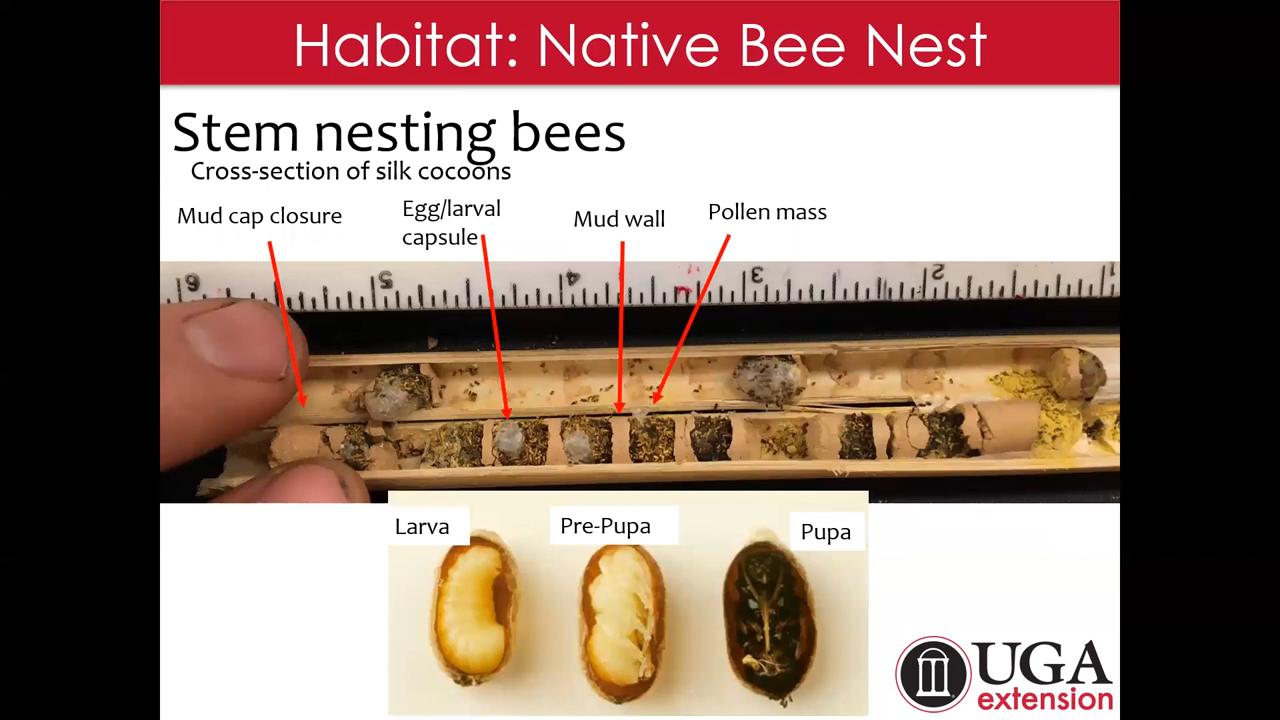 Habitat: Native Bee Nest
Stem nesting bees
Cross-section of silk cocoons
Mud cap closure
Egg/larval
capsule
Mud wall
Pollen mass
6 5 4 3 2 1
Larva
Pre-Pupa
Pupa
UGA
extension